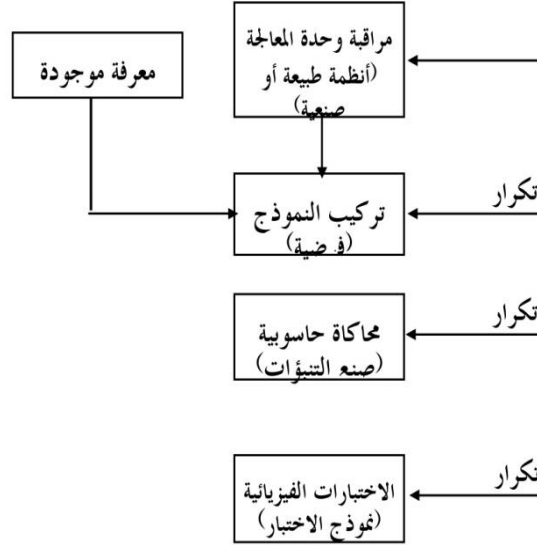 مراقبة وحدة المعالجة
(أنظمة طبيعة أو
صنعية)
معرفة موجودة
تركيب النموذج
(فرضية)
تكرار
محاكاة حاسوبية
(صنع التنبؤات)
تكرار
الاختبارات الفيزيائية
(نموذج الاختبار)
تكرار